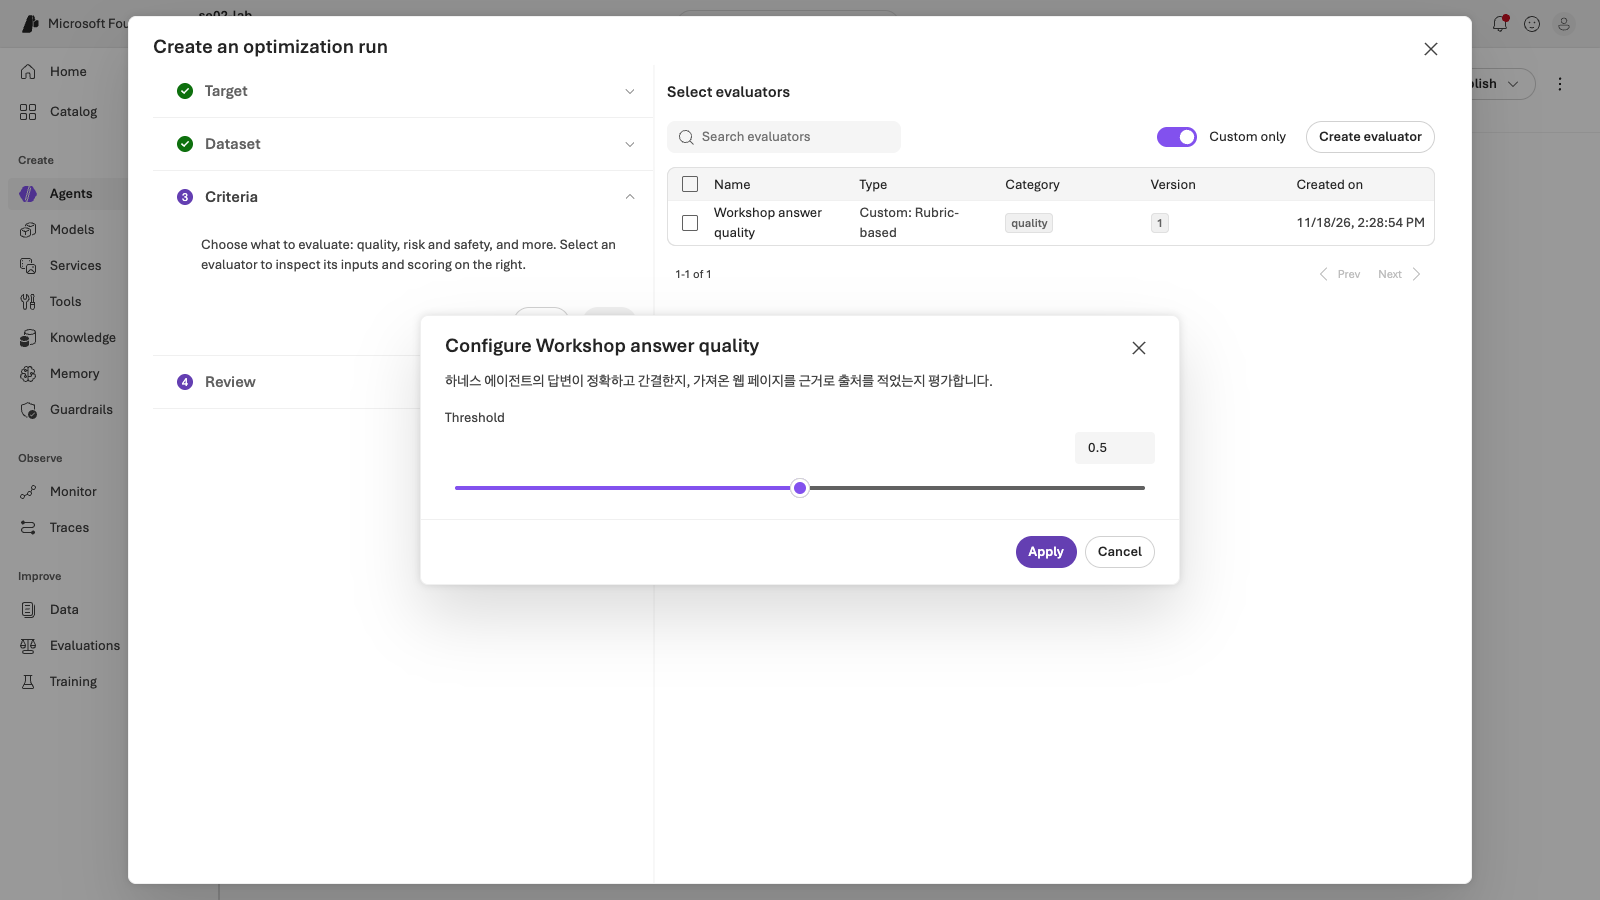 Microsoft Fou
Create an optimization run
Home
Catalog
Create
Agents
Models
Services
Tools
Knowledge
Memory
Guardrails
Observe
Monitor
Traces
Improve
Data
Evaluations
Training
Target
Dataset
3 Criteria
Choose what to evaluate: quality, risk and safety, and more. Select an
evaluator to inspect its inputs and scoring on the right.
4 Review
Select evaluators
Search evaluators
Custom only
Create evaluator
Name Type Category Version Created on
Workshop answer quality Custom: Rubric-based quality 1 11/18/26, 2:28:54 PM
1-1 of 1
Prev Next
Configure Workshop answer quality
하네스 에이전트의 답변이 정확하고 간결한지, 가져온 웹 페이지를 근거로 출처를 적었는지 평가합니다.
Threshold
0.5
Apply Cancel